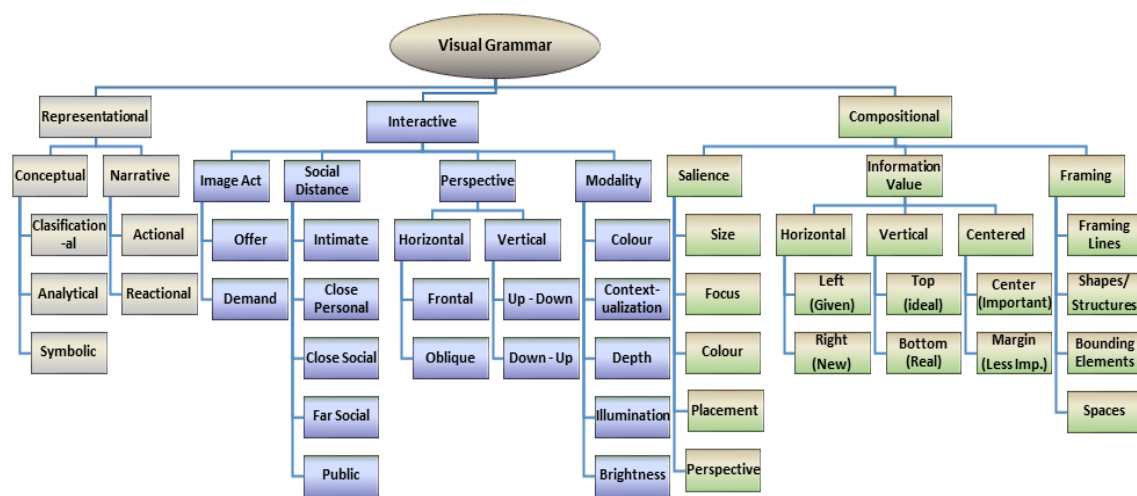 Visual Grammar
Representational
Interactive
Compositional
Conceptual
Narrative
Image Act
Social
Distance
Perspective
Modality
Salience
Information
Value
Framing
Clasification
-al
Analytical
Symbolic
Actional
Reactional
Offer
Demand
Intimate
Close
Personal
Close Social
Far Social
Public
Horizontal
Frontal
Oblique
Vertical
Up - Down
Down - Up
Colour
Context-
ualization
Depth
Illumination
Brightness
Size
Focus
Colour
Placement
Perspective
Horizontal
Left
(Given)
Right
(New)
Vertical
Top
(ideal)
Bottom
(Real)
Centered
Center
(Important)
Margin
(Less Imp.)
Framing
Lines
Shapes/
Structures
Bounding
Elements
Spaces